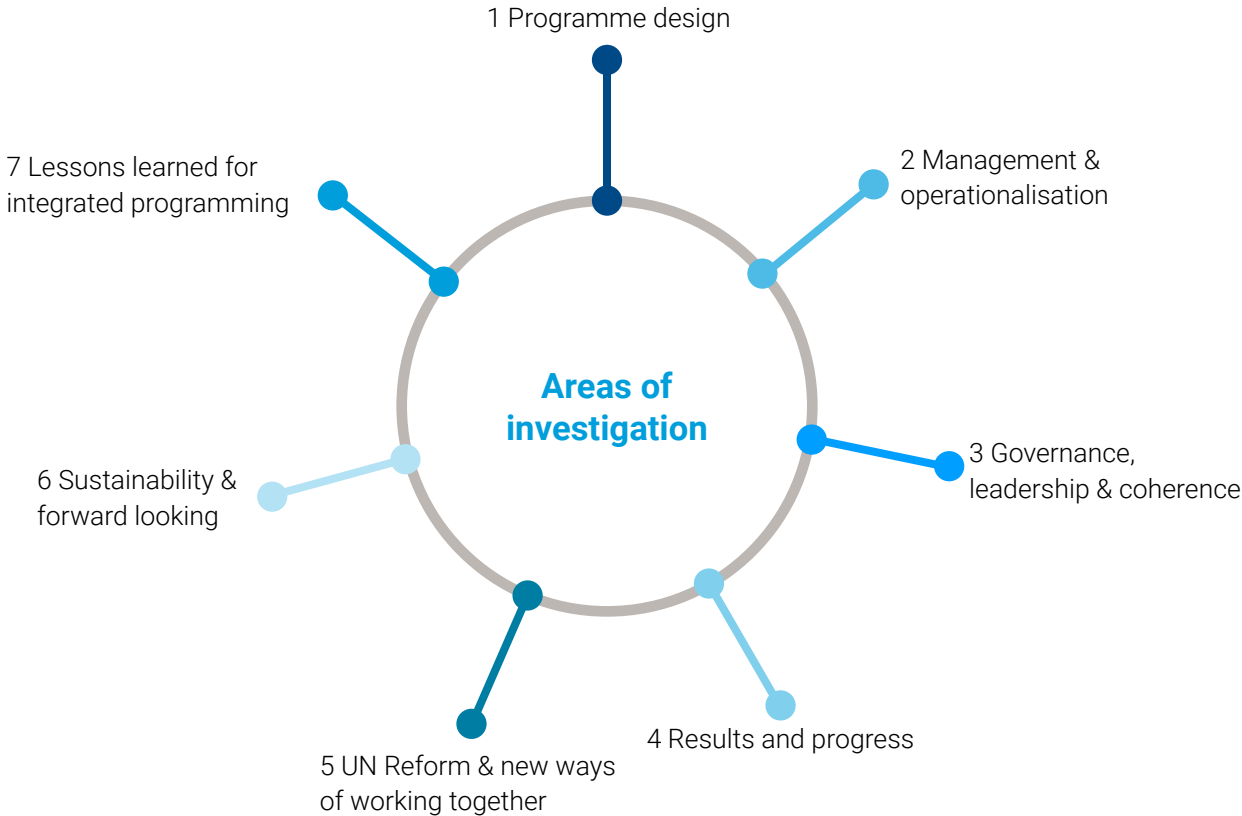 1 Programme design
2 Management &
operationalisation
3 Governance,
leadership & coherence
4 Results and progress
5 UN Reform & new ways
of working together
6 Sustainability &
forward looking
7 Lessons learned for
integrated programming
Areas of
investigation